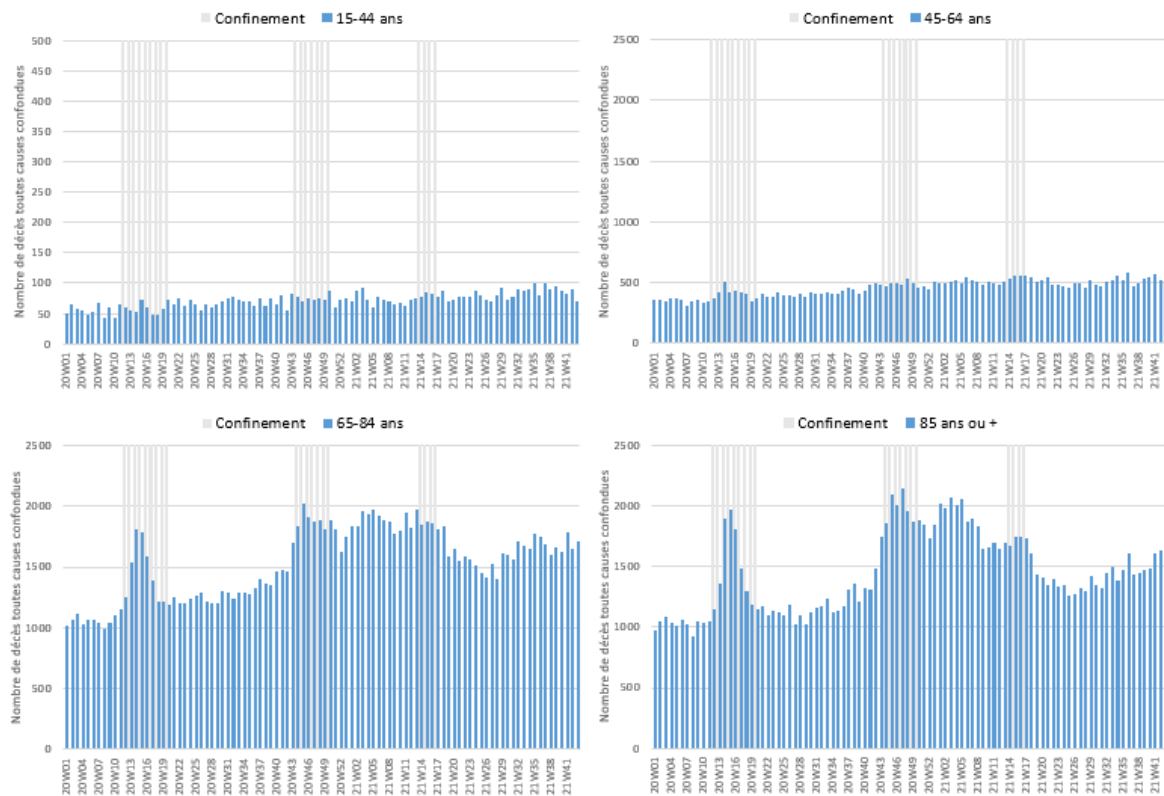 Confinement 15-44 ans
Nombre de décès toutes causes confondues
500
450
400
350
300
250
200
150
100
50
0
20W01 20W04 20W07 20W10 20W13 20W16 20W19 20W22 20W25 20W28 20W31 20W34 20W37 20W40 20W43 20W46 20W49 20W52 21W02 21W05 21W08 21W11 21W14 21W17 21W20 21W23 21W26 21W29 21W32 21W35 21W38 21W41
Confinement 45-64 ans
Nombre de décès toutes causes confondues
2500
2000
1500
1000
500
0
20W01 20W04 20W07 20W10 20W13 20W16 20W19 20W22 20W25 20W28 20W31 20W34 20W37 20W40 20W43 20W46 20W49 20W52 21W02 21W05 21W08 21W11 21W14 21W17 21W20 21W23 21W26 21W29 21W32 21W35 21W38 21W41
Confinement 65-84 ans
Nombre de décès toutes causes confondues
2500
2000
1500
1000
500
0
20W01 20W04 20W07 20W10 20W13 20W16 20W19 20W22 20W25 20W28 20W31 20W34 20W37 20W40 20W43 20W46 20W49 20W52 21W02 21W05 21W08 21W11 21W14 21W17 21W20 21W23 21W26 21W29 21W32 21W35 21W38 21W41
Confinement 85 ans ou +
Nombre de décès toutes causes confondues
2500
2000
1500
1000
500
0
20W01 20W04 20W07 20W10 20W13 20W16 20W19 20W22 20W25 20W28 20W31 20W34 20W37 20W40 20W43 20W46 20W49 20W52 21W02 21W05 21W08 21W11 21W14 21W17 21W20 21W23 21W26 21W29 21W32 21W35 21W38 21W41